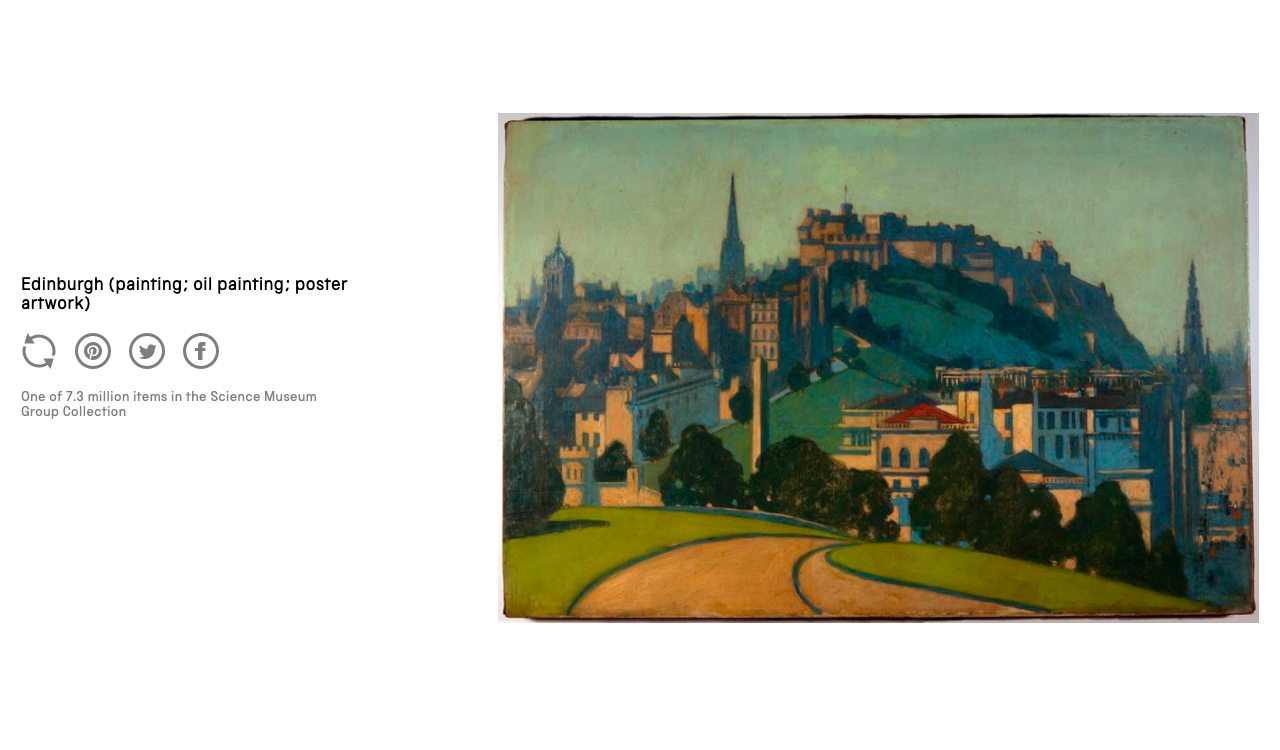 Edinburgh (painting; oil painting; poster
artwork)
One of 7.3 million items in the Science Museum
Group Collection